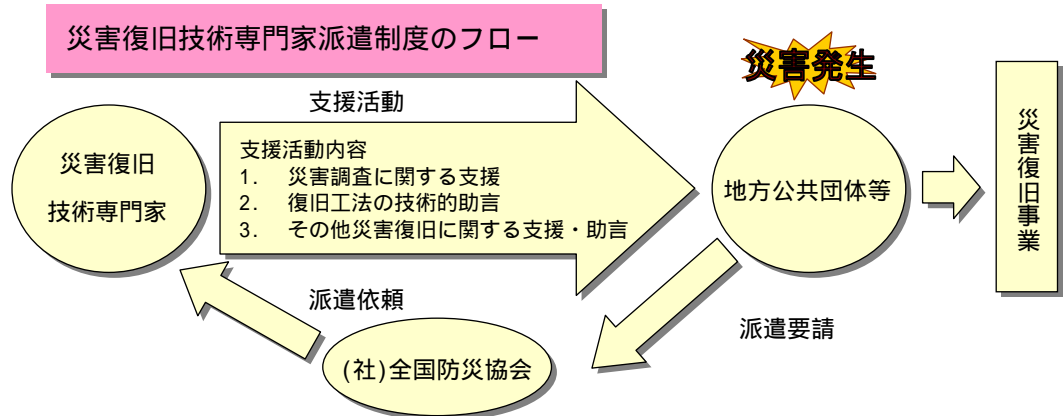 災害復旧技術専門家派遣制度のフロー
災害発生
支援活動
災害復旧
技術専門家
支援活動内容
1. 災害調査に関する支援
2. 復旧工法の技術的助言
3. その他災害復旧に関する支援・助言
地方公共団体等
災害復旧事業
派遣依頼
派遣要請
(社)全国防災協会